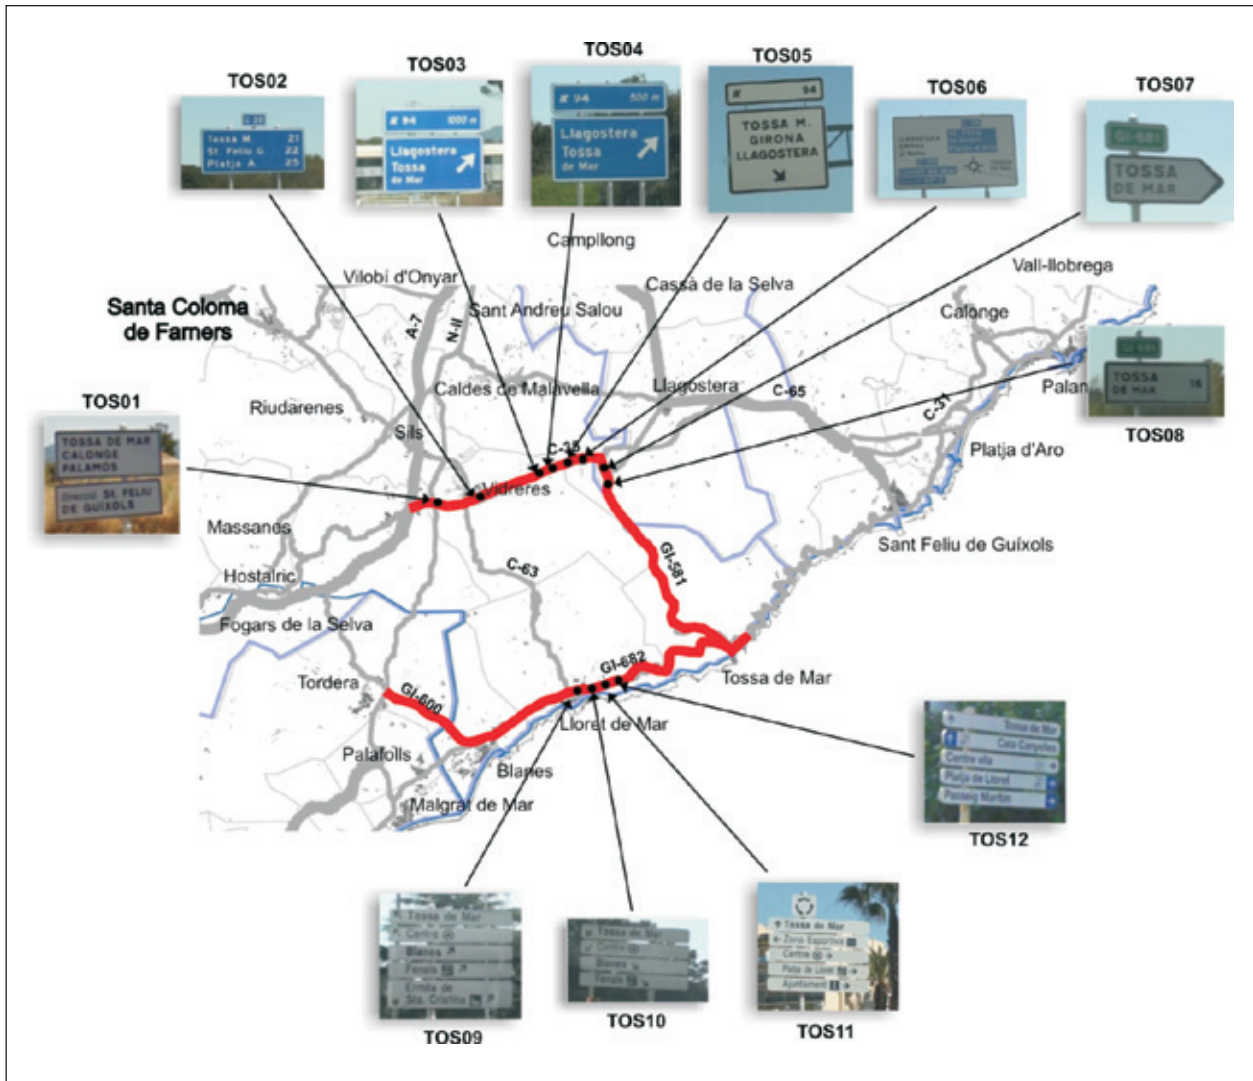 TOS02
TOS03
TOS04
TOS05
TOS06
TOS07
Tossa M. 21
St. Feliu G. 22
Platja A. 25
94 1000 m
Llagostera
Tossa
de Mar
94 500 m
Llagostera
Tossa
de Mar
94
TOSSA M.
GIRONA
LLAGOSTERA
GI-681
TOSSA
DE MAR
Campllong
Vilobí d'Onyar
Cassà de la Selva
Vall-llobrega
Santa Coloma
de Farners
Sant Andreu Salou
Calonge
A-7
N-II
TOSSA
DE MAR 16
TOS08
Caldes de Malavella
Llagostera
C-65
Palam
TOS01
TOSSA DE MAR
CALONGE
PALAMOS
Direcció St. FELIU
DE GUIXOLS
Riudarenes
Sils
C-35
C-31
Platja d'Aro
Vidreres
Massanes
Sant Feliu de Guíxols
Hostalric
C-63
GI-581
Fogars de la Selva
GI-682
Tossa de Mar
Tordera
GI-600
Lloret de Mar
Palafolls
Blanes
Malgrat de Mar
Tossa de Mar
Cala Canyelles
Centre vila
Platja de Lloret
Passeig Marítim
TOS12
Tossa de Mar
Centre
Blanes
Fenals
Ermita de
Sta. Cristina
TOS09
Tossa de Mar
Centre
Blanes
Fenals
TOS10
Tossa de Mar
Zona Esportiva
Centre
Platja de Lloret
Ajuntament
TOS11